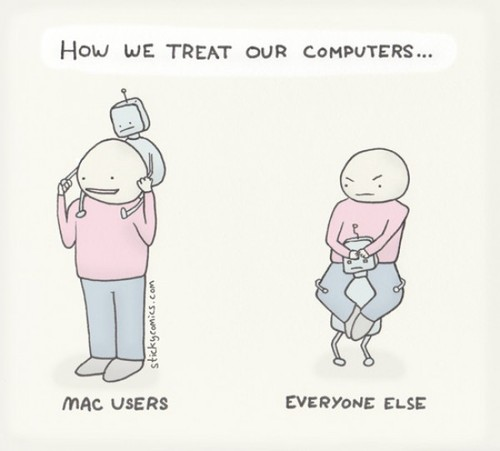 HOW WE TREAT OUR COMPUTERS...
stickycomics.com
MAC USERS
EVERYONE ELSE